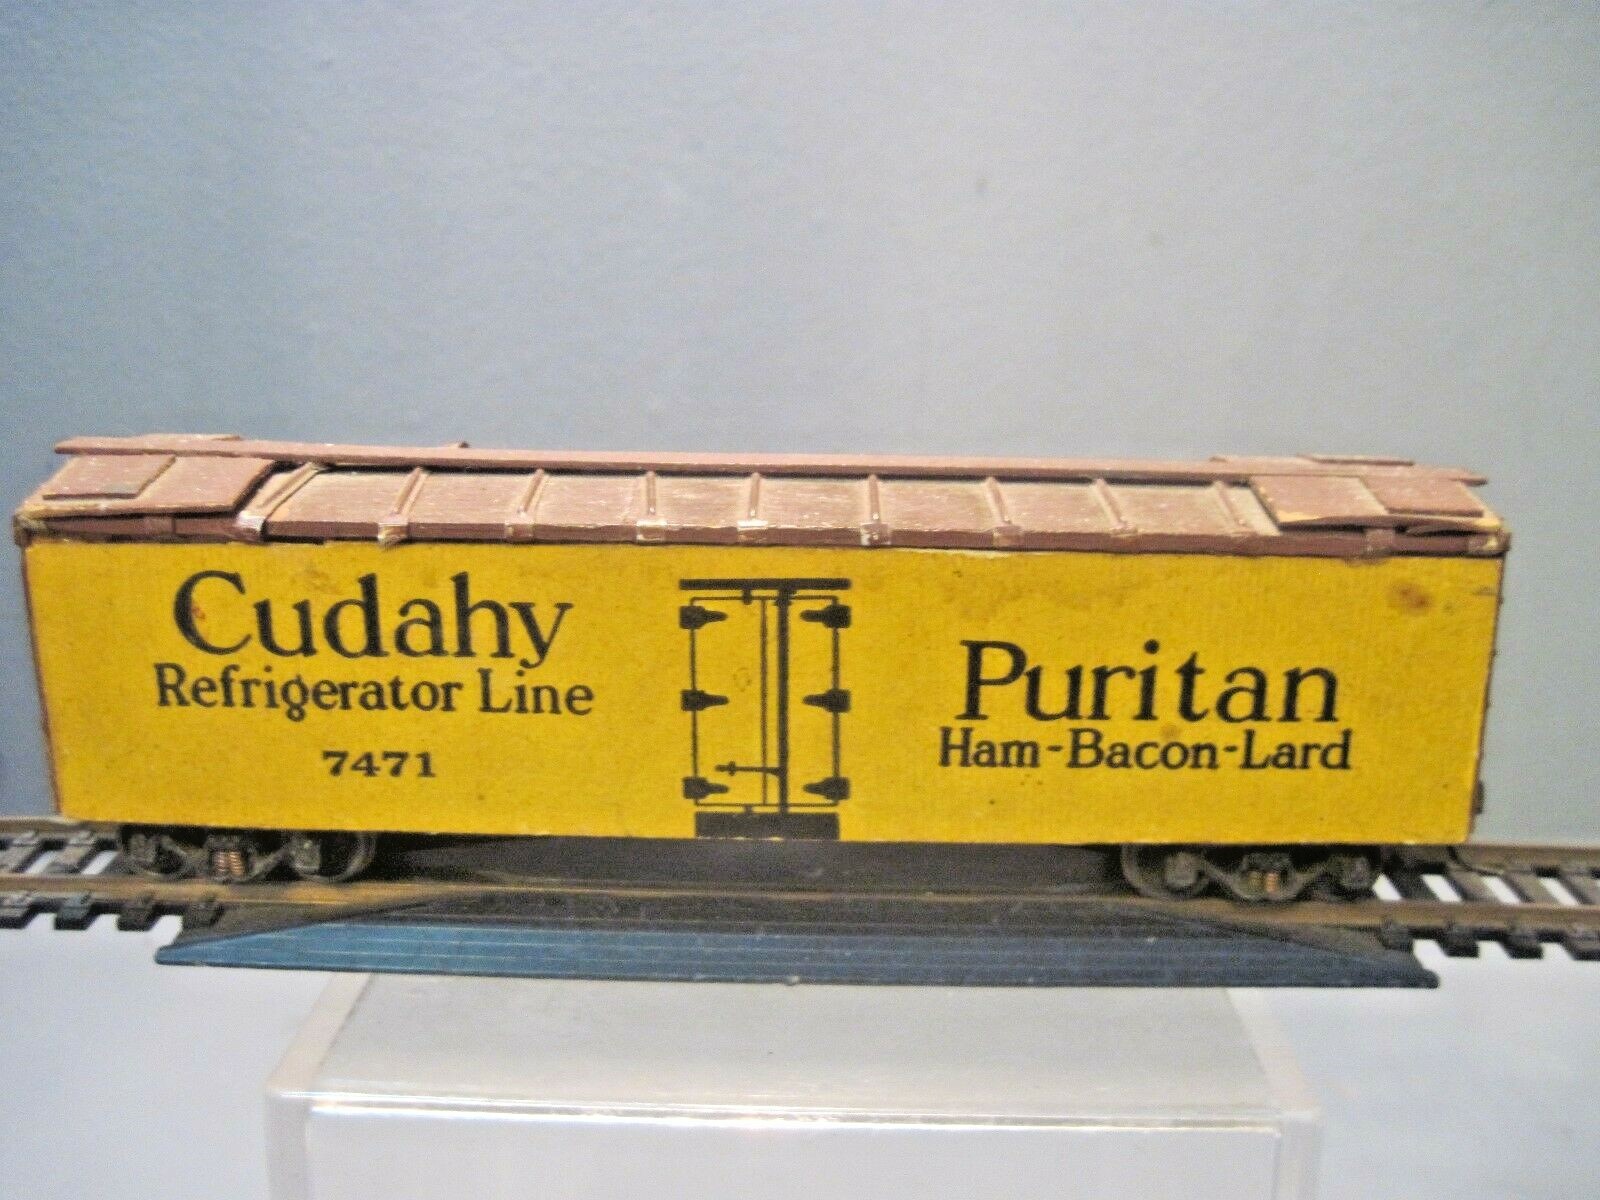 Cudahy
Refrigerator Line
7471
Puritan
Ham-Bacon-Lard